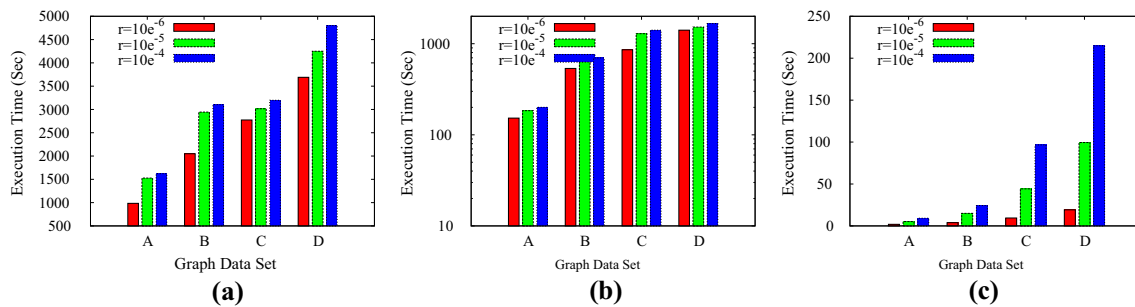 5000
4500
4000
3500
3000
2500
2000
1500
1000
500
Execution Time (Sec)
r=10e-6
r=10e-5
r=10e-4
A B C D
Graph Data Set
(a)
1000
100
10
Execution Time (Sec)
r=10e-6
r=10e-5
r=10e-4
A B C D
Graph Data Set
(b)
250
200
150
100
50
0
Execution Time (Sec)
r=10e-6
r=10e-5
r=10e-4
A B C D
Graph Data Set
(c)